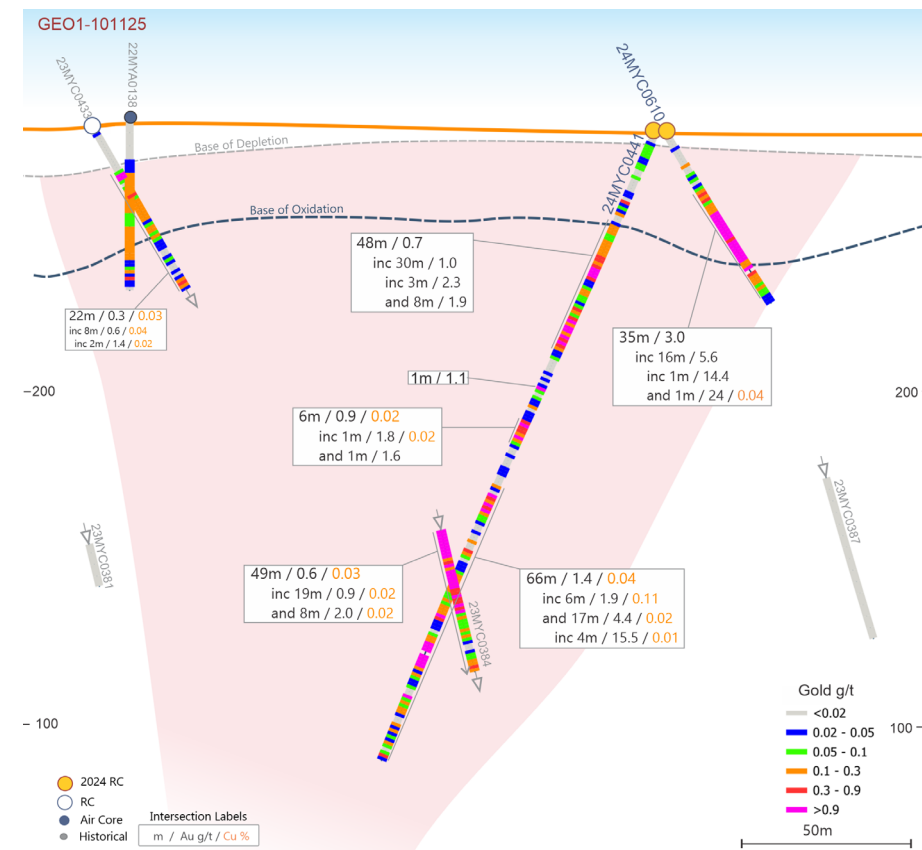 GEO1-101125
23MYC0433
22MYA0138
24MYC0610
24MYC0441
Base of Depletion
Base of Oxidation
48m / 0.7
inc 30m / 1.0
inc 3m / 2.3
and 8m / 1.9
22m / 0.3 / 0.03
inc 8m / 0.6 / 0.04
inc 2m / 1.4 / 0.02
35m / 3.0
inc 16m / 5.6
inc 1m / 14.4
and 1m / 24 / 0.04
1m / 1.1
200
200
6m / 0.9 / 0.02
inc 1m / 1.8 / 0.02
and 1m / 1.6
23MYC0381
23MYC0387
49m / 0.6 / 0.03
inc 19m / 0.9 / 0.02
and 8m / 2.0 / 0.02
66m / 1.4 / 0.04
inc 6m / 1.9 / 0.11
and 17m / 4.4 / 0.02
inc 4m / 15.5 / 0.01
23MYC0384
100
100
Gold g/t
<0.02
0.02 - 0.05
0.05 - 0.1
0.1 - 0.3
0.3 - 0.9
>0.9
50m
2024 RC
RC
Air Core
Historical
Intersection Labels
m / Au g/t / Cu %